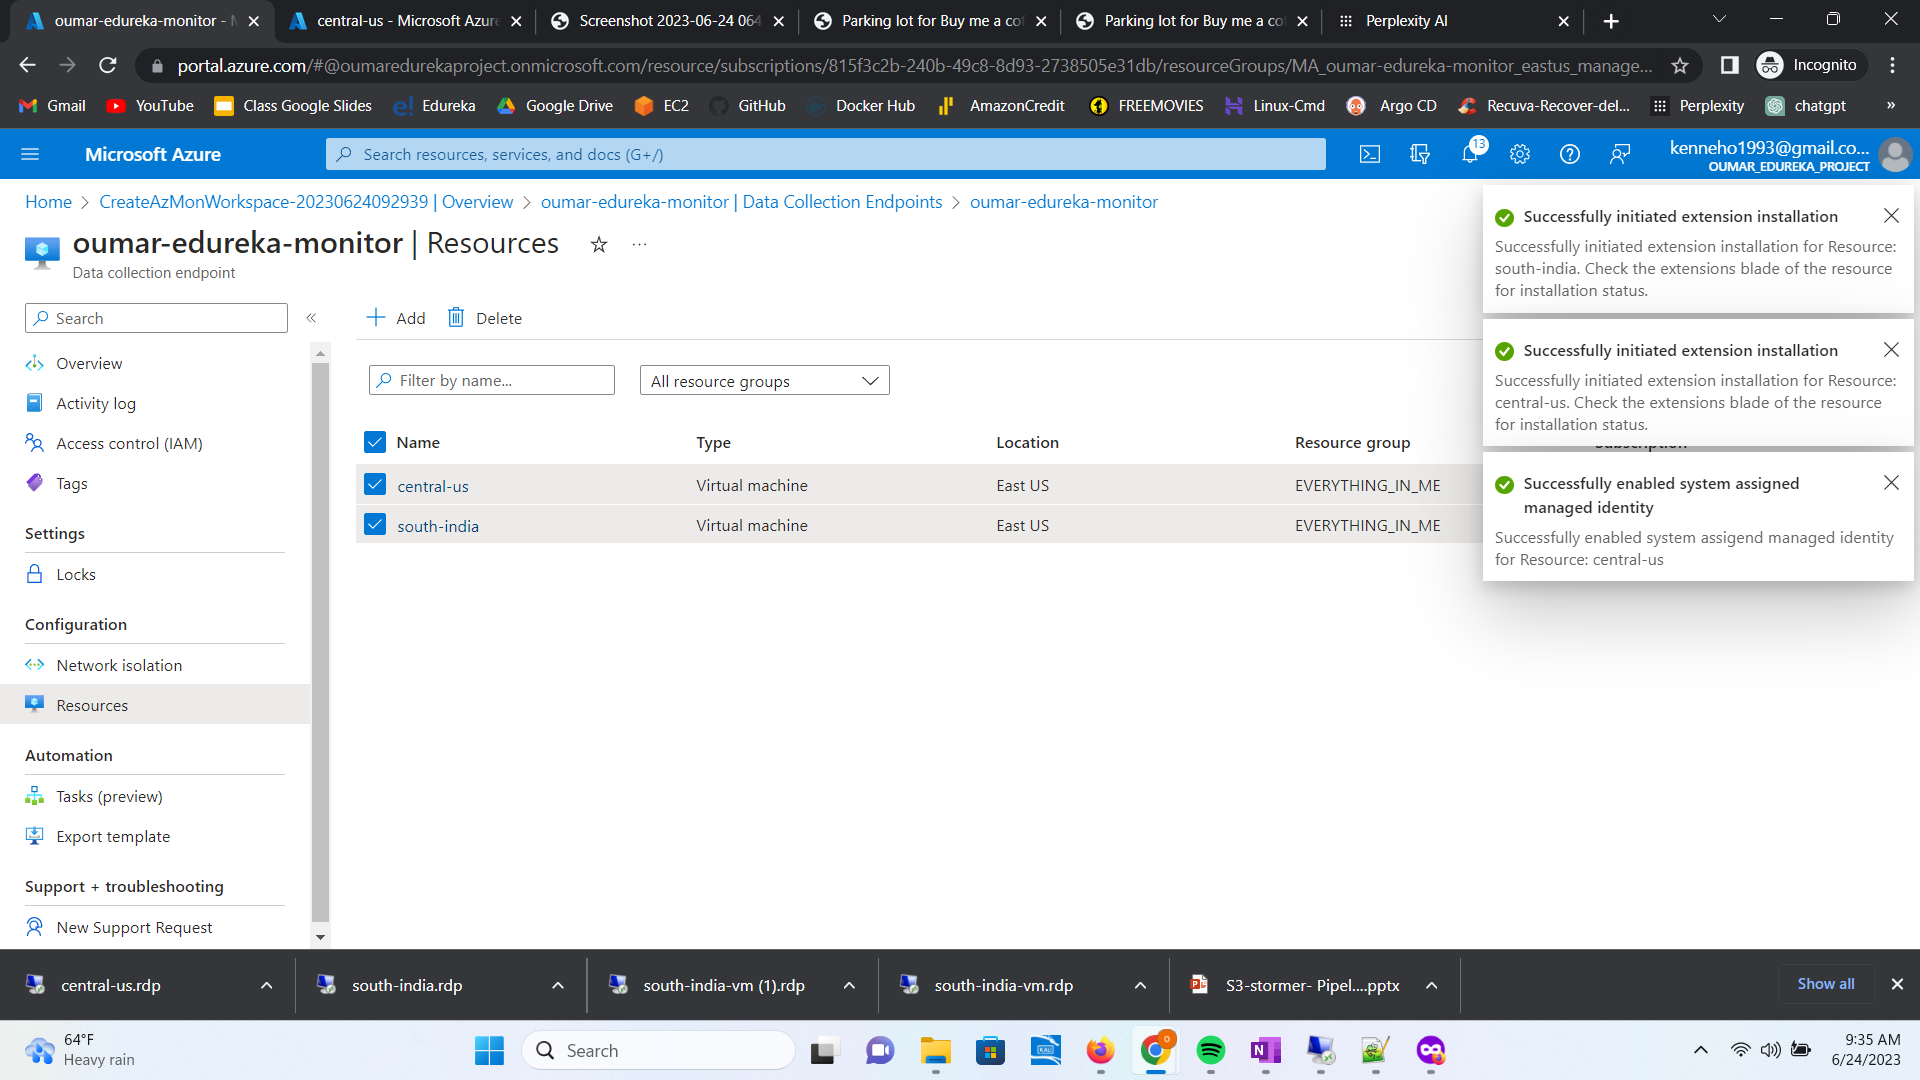 oumar-edureka-monitor - M
central-us - Microsoft Azure
Screenshot 2023-06-24 064
Parking lot for Buy me a cof
Parking lot for Buy me a cof
Perplexity AI
portal.azure.com/#@oumaredurekaproject.onmicrosoft.com/resource/subscriptions/815f3c2b-240b-49c8-8d93-2738505e31db/resourceGroups/MA_oumar-edureka-monitor_eastus_manage...
Incognito
Gmail
YouTube
Class Google Slides
Edureka
Google Drive
EC2
GitHub
Docker Hub
AmazonCredit
FREEMOVIES
Linux-Cmd
Argo CD
Recuva-Recover-del...
Perplexity
chatgpt
»
Microsoft Azure
Search resources, services, and docs (G+/)
13
kenneho1993@gmail.co...
OUMAR_EDUREKA_PROJECT
Home > CreateAzMonWorkspace-20230624092939 | Overview > oumar-edureka-monitor | Data Collection Endpoints > oumar-edureka-monitor
oumar-edureka-monitor | Resources
Data collection endpoint
Search
Overview
Activity log
Access control (IAM)
Tags
Settings
Locks
Configuration
Network isolation
Resources
Automation
Tasks (preview)
Export template
Support + troubleshooting
New Support Request
Add
Delete
Filter by name...
All resource groups
Name Type Location Resource group
central-us Virtual machine East US EVERYTHING_IN_ME
south-india Virtual machine East US EVERYTHING_IN_ME
Successfully initiated extension installation
Successfully initiated extension installation for Resource:
south-india. Check the extensions blade of the resource
for installation status.
Successfully initiated extension installation
Successfully initiated extension installation for Resource:
central-us. Check the extensions blade of the resource
for installation status.
Successfully enabled system assigned
managed identity
Successfully enabled system assigend managed identity
for Resource: central-us
central-us.rdp
south-india.rdp
south-india-vm (1).rdp
south-india-vm.rdp
S3-stormer- Pipel....pptx
Show all
64°F
Heavy rain
Search
9:35 AM
6/24/2023